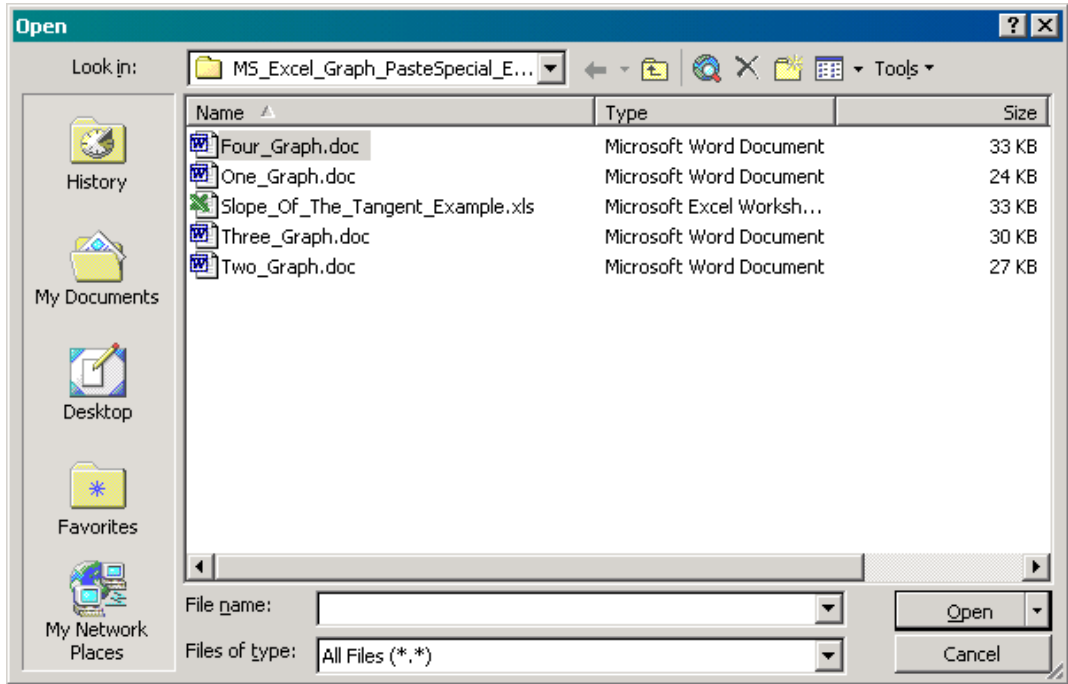 Open
Look in: MS_Excel_Graph_PasteSpecial_E... Tools
Name Type Size
Four_Graph.doc Microsoft Word Document 33 KB
One_Graph.doc Microsoft Word Document 24 KB
Slope_Of_The_Tangent_Example.xls Microsoft Excel Worksh... 33 KB
Three_Graph.doc Microsoft Word Document 30 KB
Two_Graph.doc Microsoft Word Document 27 KB
History
My Documents
Desktop
Favorites
My Network
Places
File name: Open
Files of type: All Files (*.*) Cancel